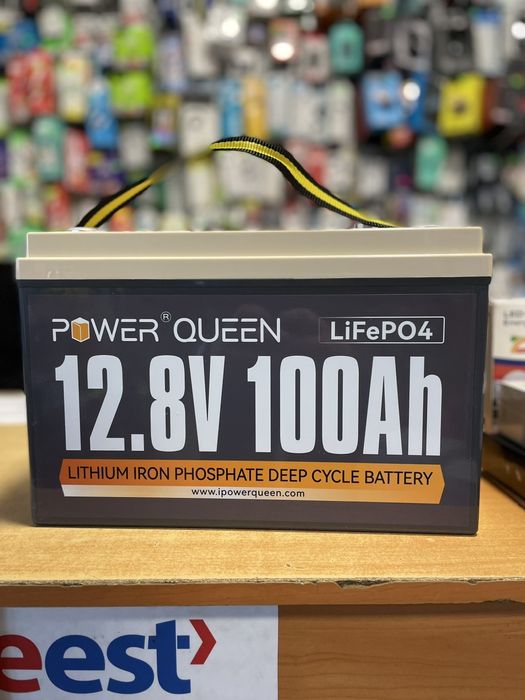 POWER® QUEEN LiFePO4
12.8V 100Ah
LITHIUM IRON PHOSPHATE DEEP CYCLE BATTERY
www.ipowerqueen.com
eest